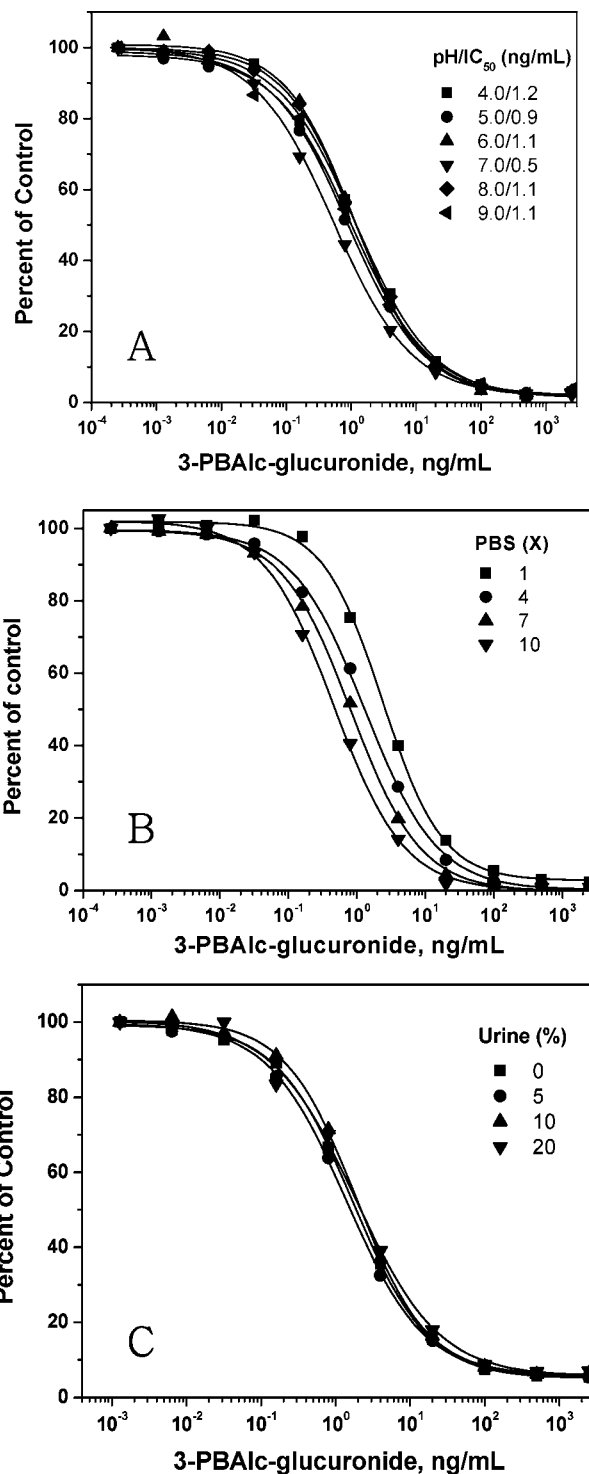 pH/IC50 (ng/mL)
4.0/1.2
5.0/0.9
6.0/1.1
7.0/0.5
8.0/1.1
9.0/1.1
100
80
60
40
20
0
Percent of Control
A
10-4 10-3 10-2 10-1 100 101 102 103
3-PBAlc-glucuronide, ng/mL
PBS (X)
1
4
7
10
100
80
60
40
20
0
Percent of control
B
10-4 10-3 10-2 10-1 100 101 102 103
3-PBAlc-glucuronide, ng/mL
Urine (%)
0
5
10
20
100
80
60
40
20
0
Percent of Control
C
10-3 10-2 10-1 100 101 102 103
3-PBAlc-glucuronide, ng/mL